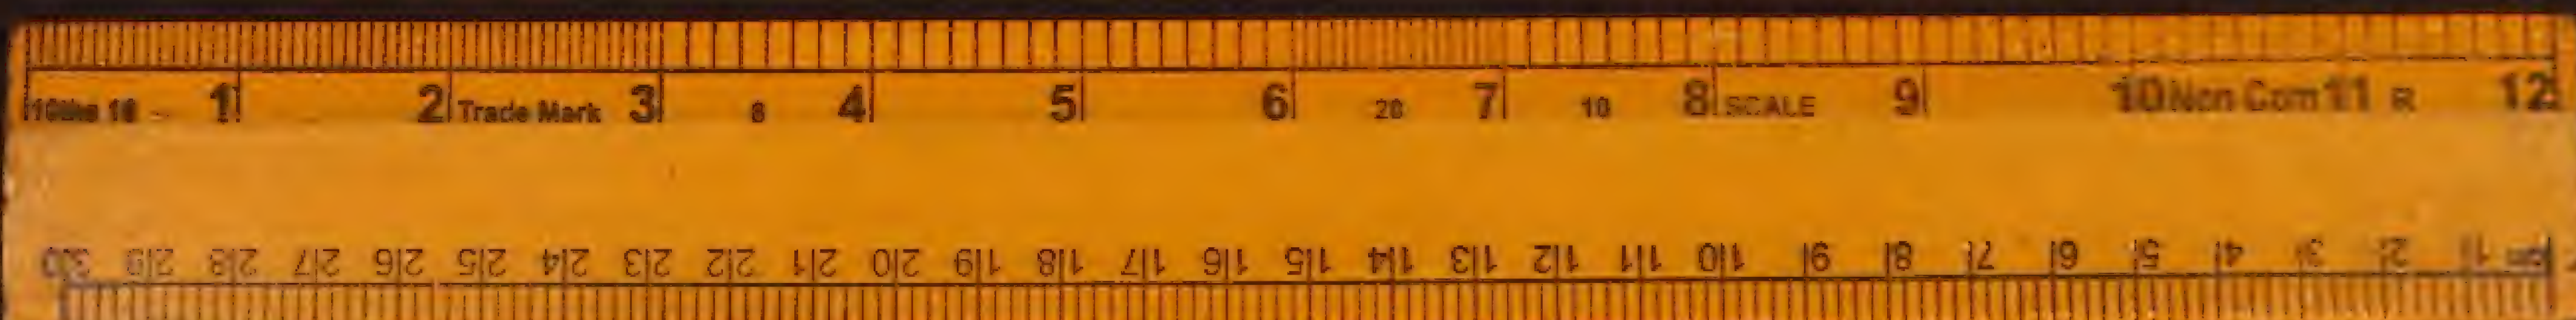 10ths 16 1 2 Trade Mark 3 8 4 5 6 20 7 10 8 SCALE 9 10 Non Com 11 R 12
cm 1 2 3 4 5 6 7 8 9 10 11 12 13 14 15 16 17 18 19 20 21 22 23 24 25 26 27 28 29 30